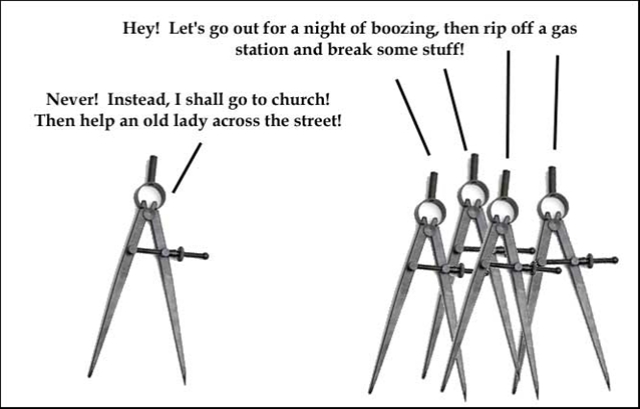 Hey!  Let's go out for a night of boozing, then rip off a gas
station and break some stuff!
Never!  Instead, I shall go to church!
Then help an old lady across the street!